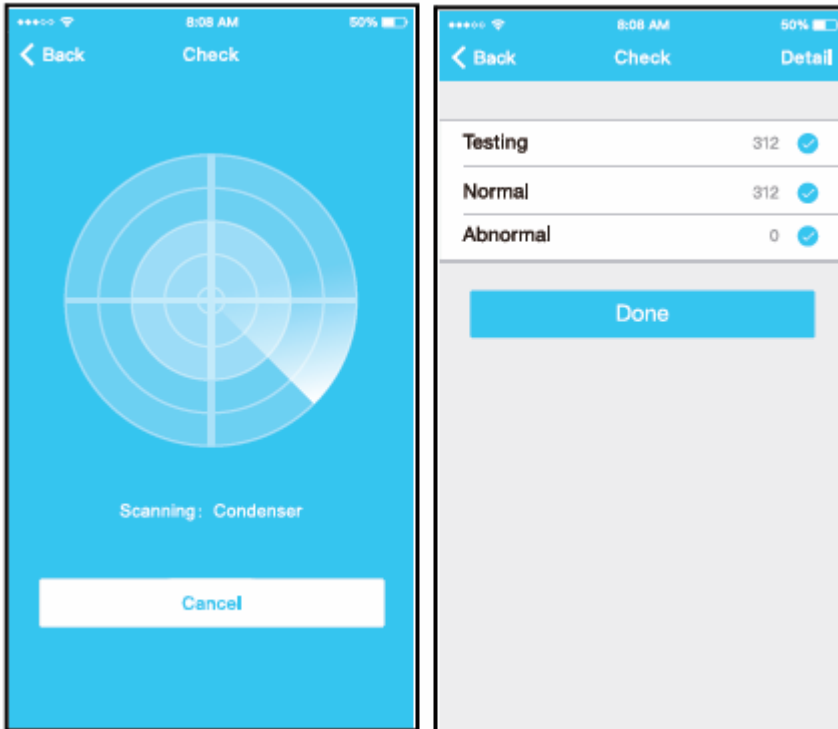 8:08 AM
50%
Back
Check
Scanning: Condenser
Cancel
8:08 AM
50%
Back
Check
Detail
Testing 312
Normal 312
Abnormal 0
Done